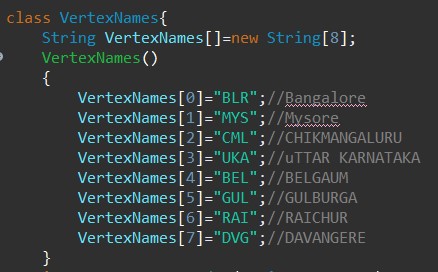 class VertexNames{
String VertexNames[]=new String[8];
VertexNames()
{
VertexNames[0]="BLR";//Bangalore
VertexNames[1]="MYS";//Mysore
VertexNames[2]="CML";//CHIKMANGALURU
VertexNames[3]="UKA";//uTTAR KARNATAKA
VertexNames[4]="BEL";//BELGAUM
VertexNames[5]="GUL";//GULBURGA
VertexNames[6]="RAI";//RAICHUR
VertexNames[7]="DVG";//DAVANGERE
}